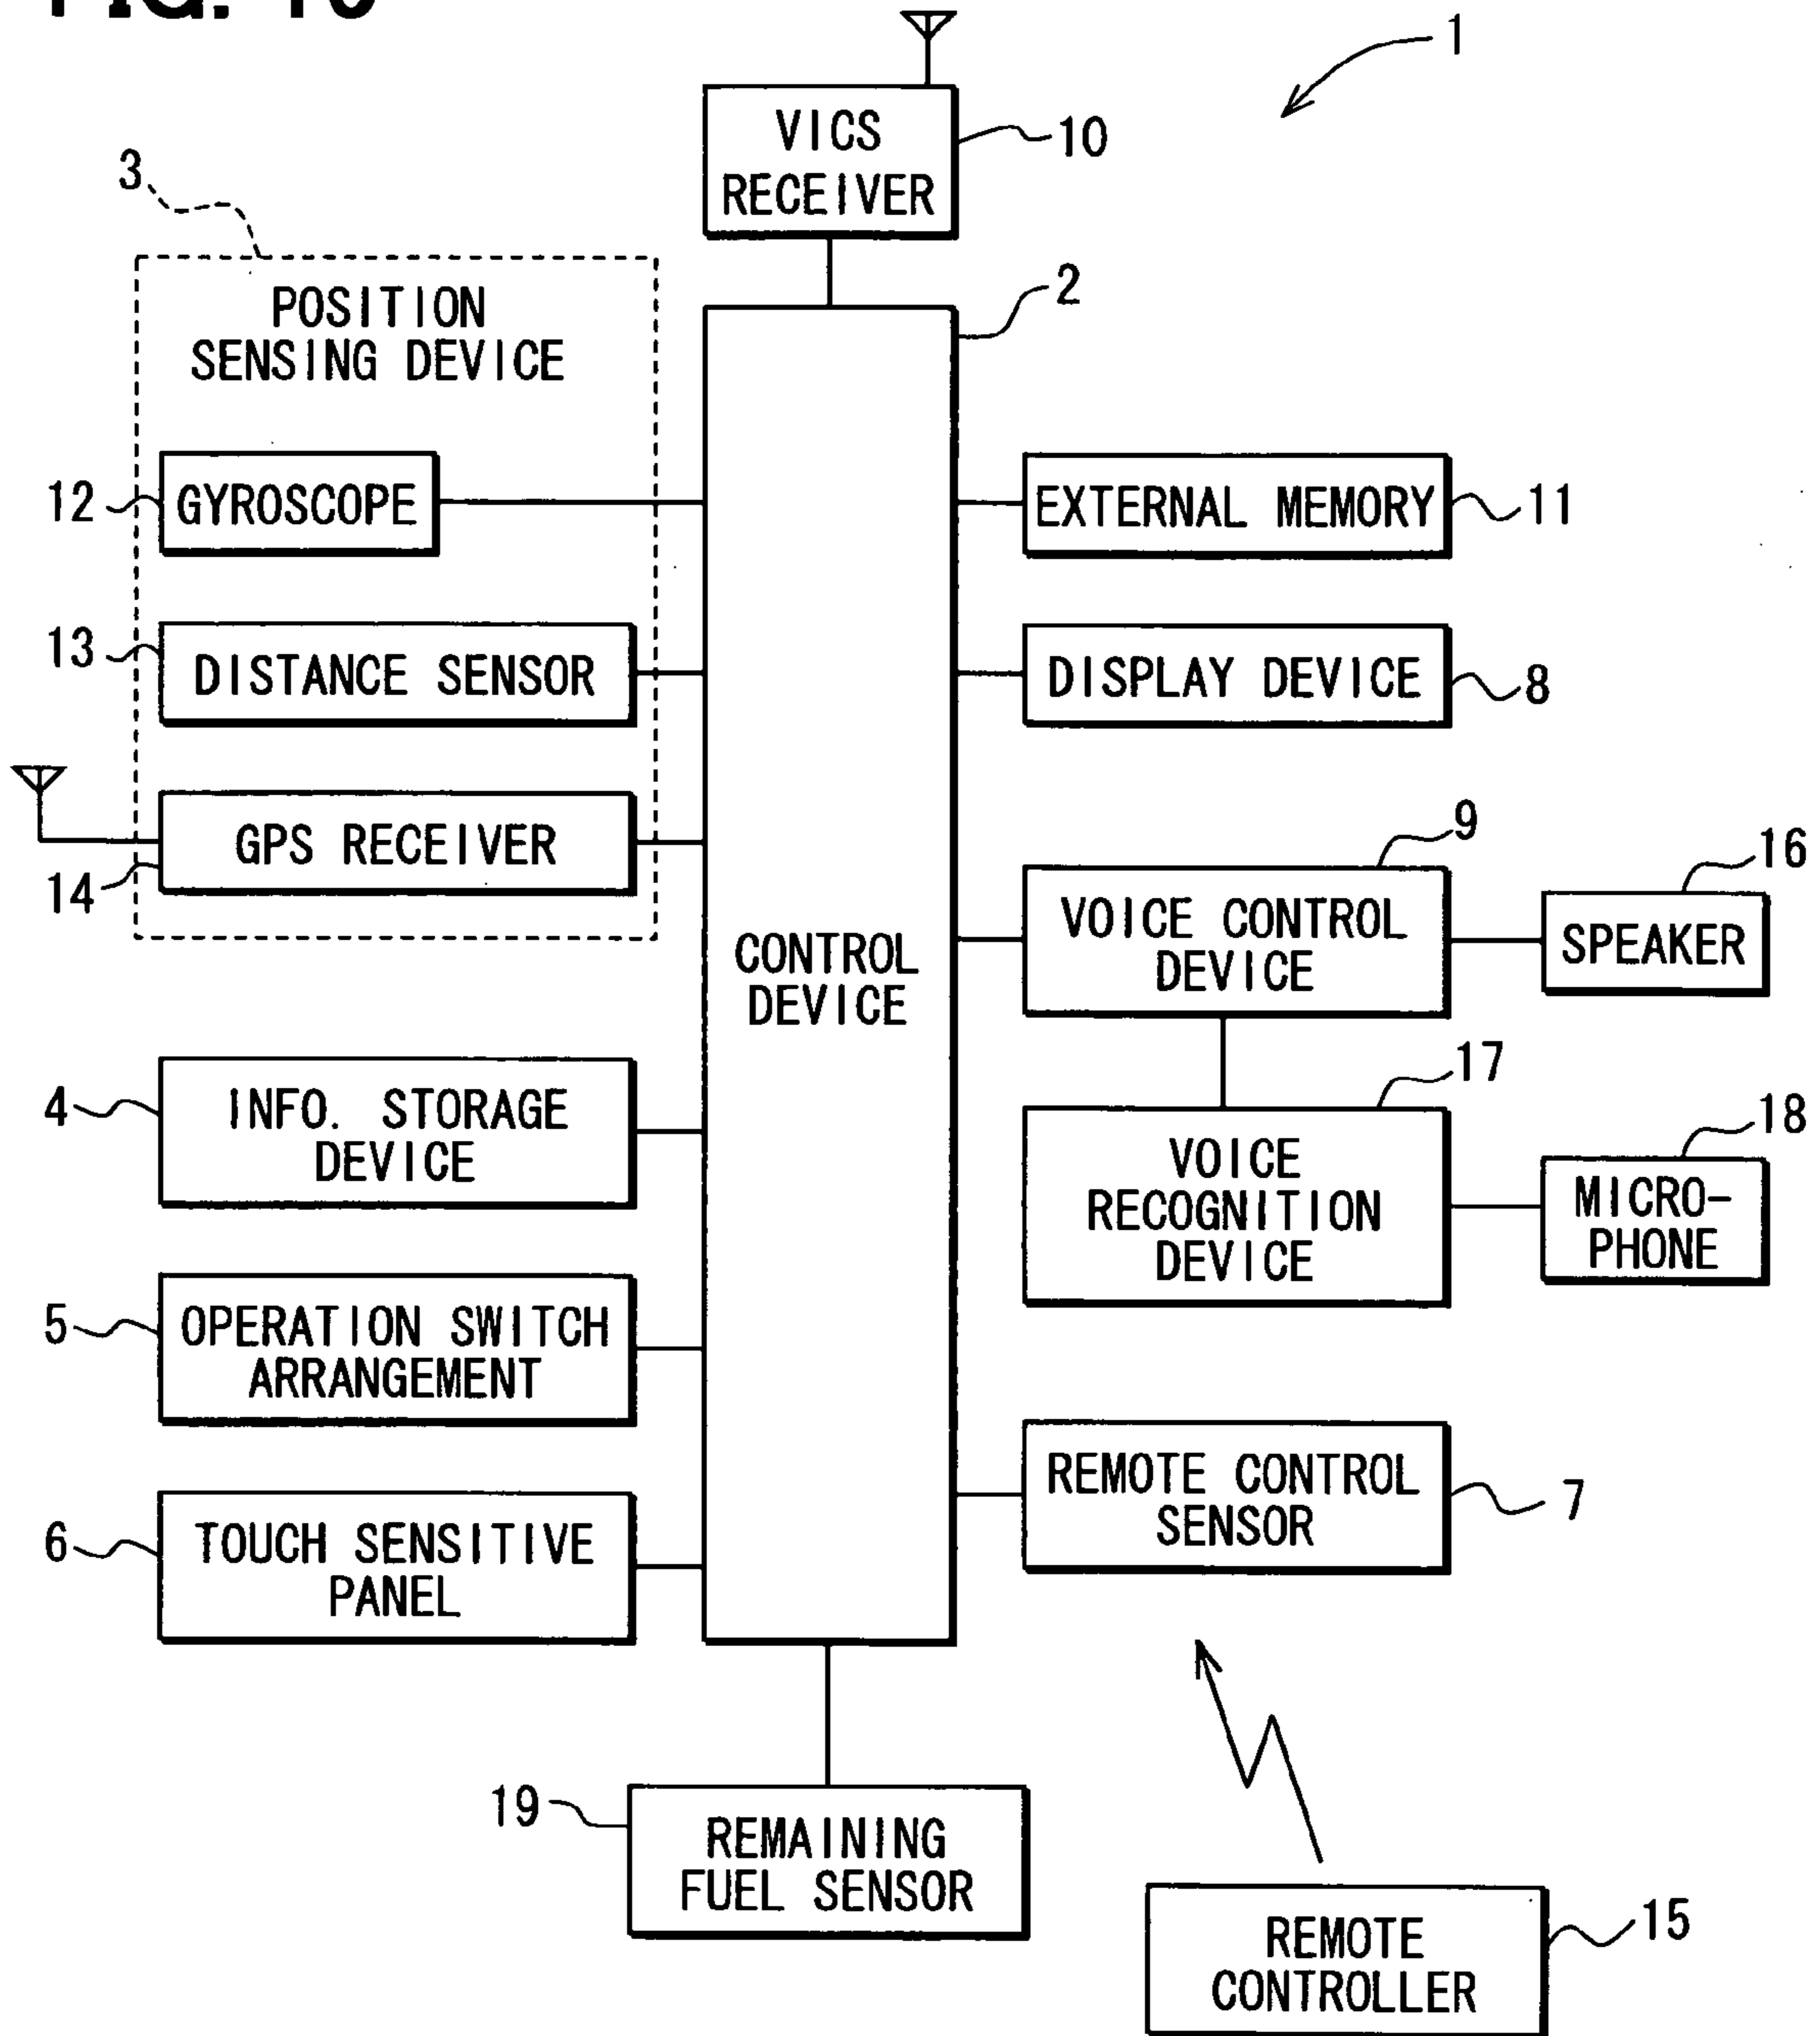 1
VICS
RECEIVER
10
3
POSITION
SENSING DEVICE
2
12
GYROSCOPE
EXTERNAL MEMORY
11
13
DISTANCE SENSOR
DISPLAY DEVICE
8
GPS RECEIVER
14
CONTROL
DEVICE
9
VOICE CONTROL
DEVICE
16
SPEAKER
4
INFO. STORAGE
DEVICE
17
VOICE
RECOGNITION
DEVICE
18
MICRO-
PHONE
5
OPERATION SWITCH
ARRANGEMENT
6
TOUCH SENSITIVE
PANEL
REMOTE CONTROL
SENSOR
7
19
REMAINING
FUEL SENSOR
REMOTE
CONTROLLER
15